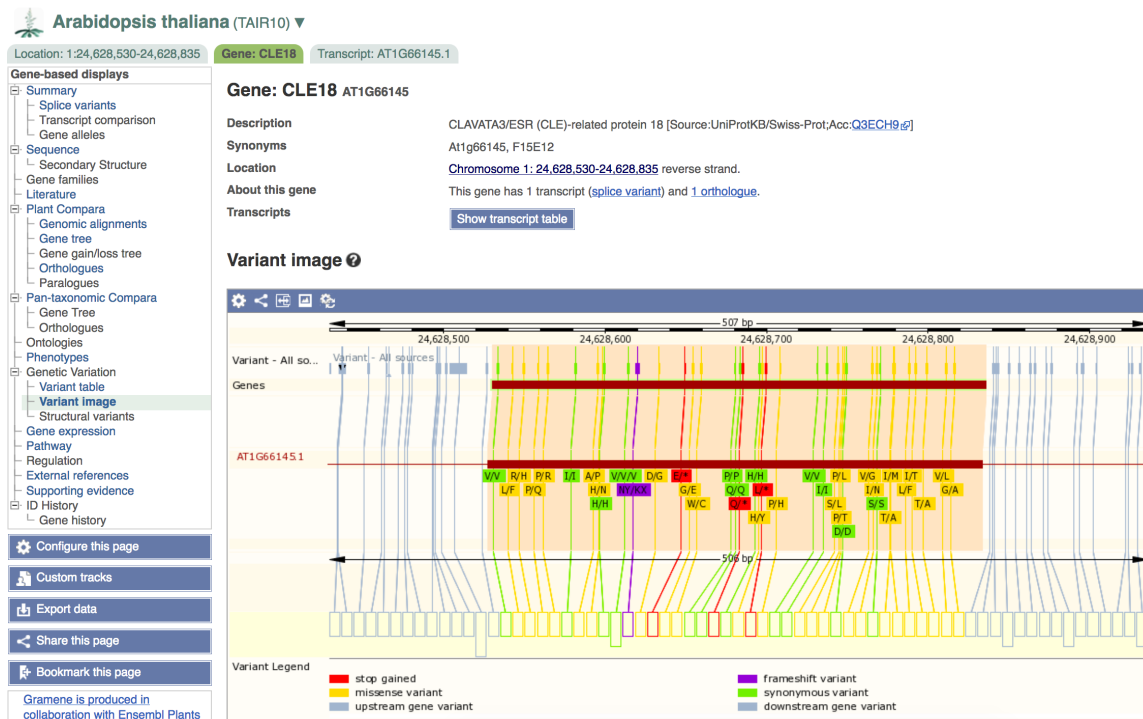 Arabidopsis thaliana (TAIR10) ▼
Location: 1:24,628,530-24,628,835
Gene: CLE18
Transcript: AT1G66145.1
Gene-based displays
Summary
Splice variants
Transcript comparison
Gene alleles
Sequence
Secondary Structure
Gene families
Literature
Plant Compara
Genomic alignments
Gene tree
Gene gain/loss tree
Orthologues
Paralogues
Pan-taxonomic Compara
Gene Tree
Orthologues
Ontologies
Phenotypes
Genetic Variation
Variant table
Variant image
Structural variants
Gene expression
Pathway
Regulation
External references
Supporting evidence
ID History
Gene history
Configure this page
Custom tracks
Export data
Share this page
Bookmark this page
Gramene is produced in
collaboration with Ensembl Plants
Gene: CLE18 AT1G66145
Description CLAVATA3/ESR (CLE)-related protein 18 [Source:UniProtKB/Swiss-Prot;Acc:Q3ECH9]
Synonyms At1g66145, F15E12
Location Chromosome 1: 24,628,530-24,628,835 reverse strand.
About this gene This gene has 1 transcript (splice variant) and 1 orthologue.
Transcripts Show transcript table
Variant image ?
507 bp
24,628,500 24,628,600 24,628,700 24,628,800 24,628,900
Variant - All so... Variant - All sources
Genes
AT1G66145.1
V/V R/H P/R I/I A/P V/V/V D/G E/* P/P H/H V/V P/L V/G I/M I/T V/L
L/F P/Q H/N NY/KX G/E Q/Q L/* I/I I/N L/F G/A
H/H W/C Q/* P/H S/L S/S T/A
H/Y P/T T/A
D/D
506 bp
Variant Legend
stop gained frameshift variant
missense variant synonymous variant
upstream gene variant downstream gene variant